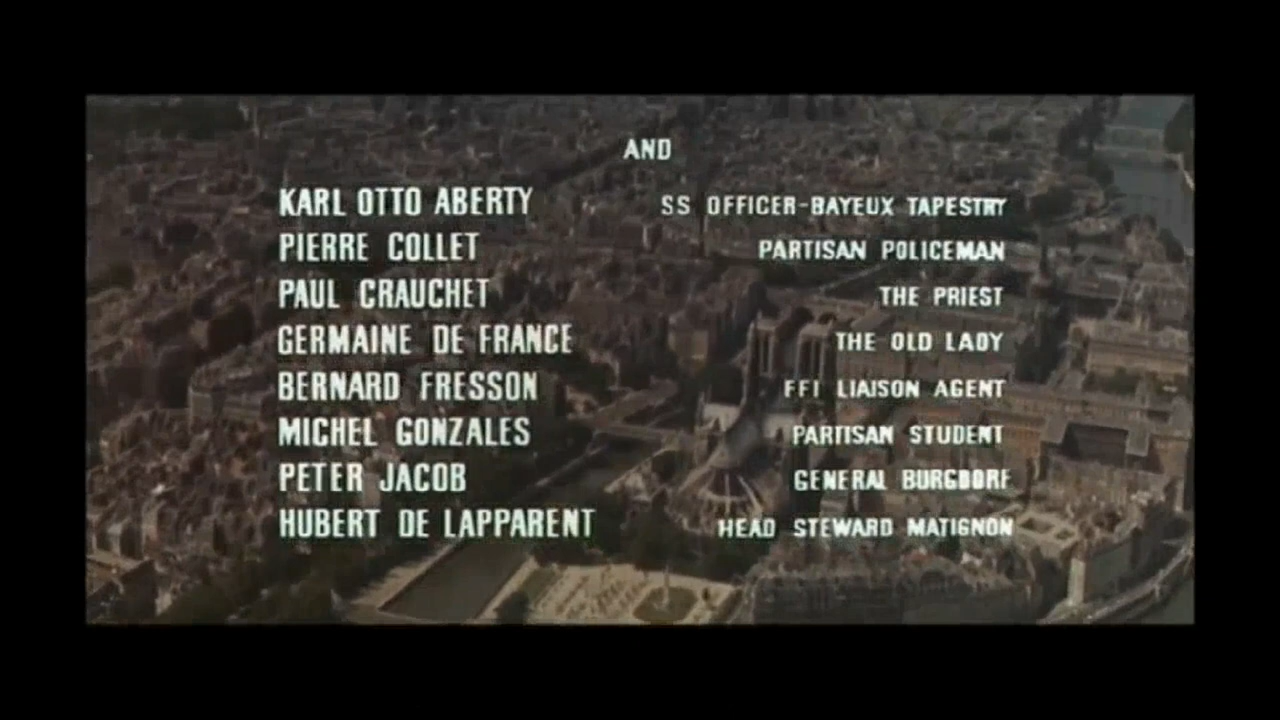 AND
KARL OTTO ABERTY SS OFFICER-BAYEUX TAPESTRY
PIERRE COLLET PARTISAN POLICEMAN
PAUL CRAUCHET THE PRIEST
GERMAINE DE FRANCE THE OLD LADY
BERNARD FRESSON FFI LIAISON AGENT
MICHEL GONZALES PARTISAN STUDENT
PETER JACOB GENERAL BURGDORF
HUBERT DE LAPPARENT HEAD STEWARD MATIGNON